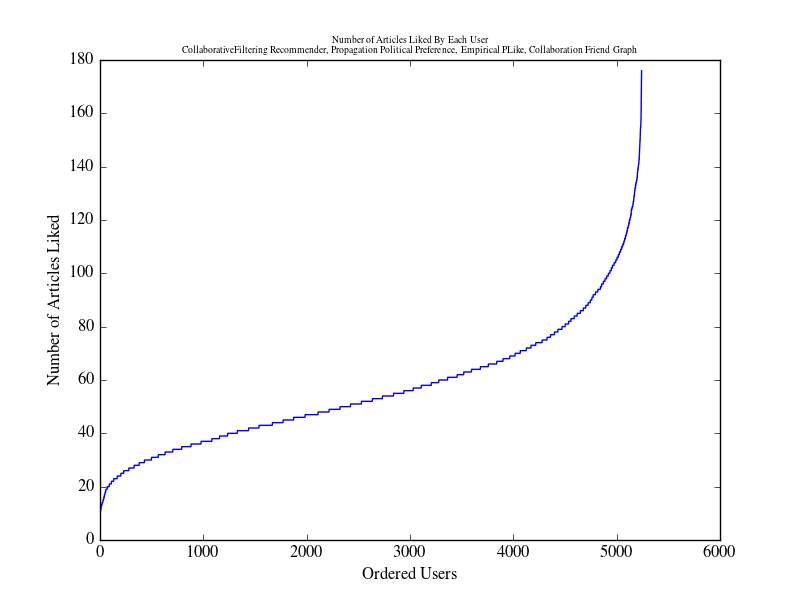 Number of Articles Liked By Each User
CollaborativeFiltering Recommender, Propagation Political Preference, Empirical PLike, Collaboration Friend Graph
180
160
140
120
100
80
60
40
20
0
Number of Articles Liked
0 1000 2000 3000 4000 5000 6000
Ordered Users